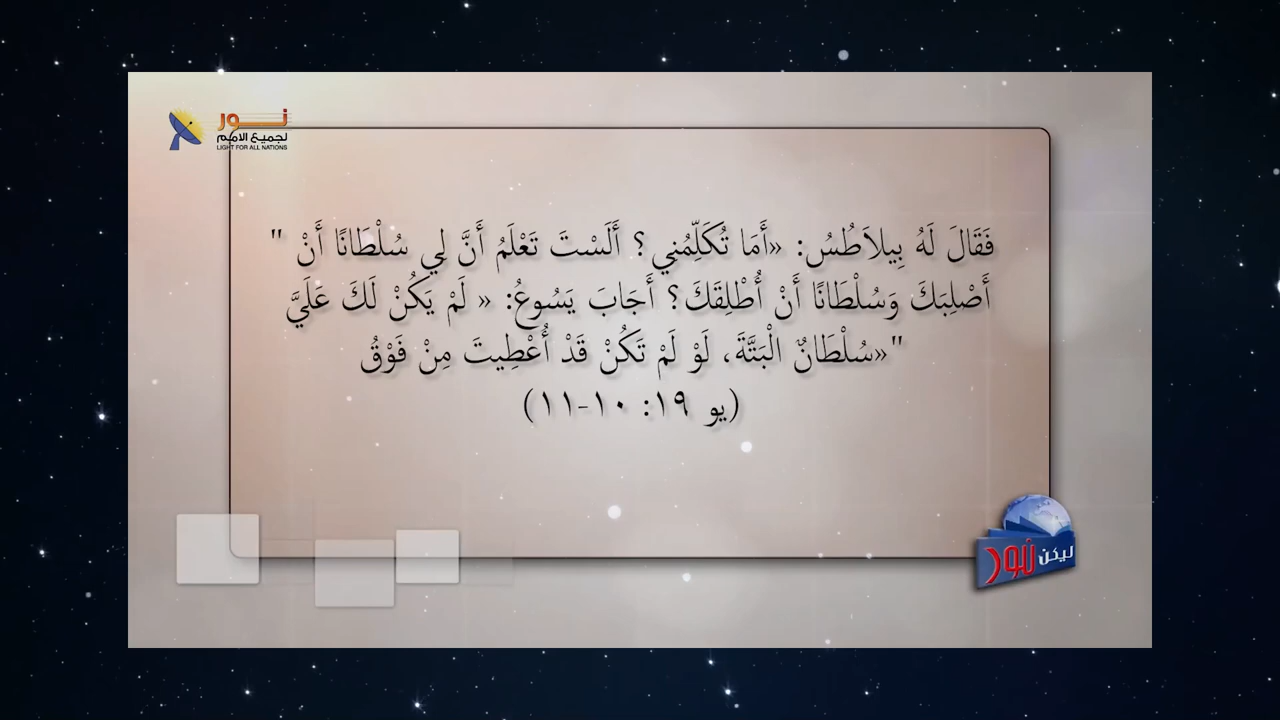 نور
لجميع الامم
LIGHT FOR ALL NATIONS
فَقَالَ لَهُ بِيلاَطُسُ: «أَمَا تُكَلِّمُنِي؟ أَلَسْتَ تَعْلَمُ أَنَّ لِي سُلْطَانًا أَنْ "
أَصْلِبَكَ وَسُلْطَانًا أَنْ أُطْلِقَكَ؟ أَجَابَ يَسُوعُ: « لَمْ يَكُنْ لَكَ عَلَيَّ
"«سُلْطَانٌ الْبَتَّةَ، لَوْ لَمْ تَكُنْ قَدْ أُعْطِيتَ مِنْ فَوْقُ
(يو ١٩: ١٠-١١)
ليكن نور